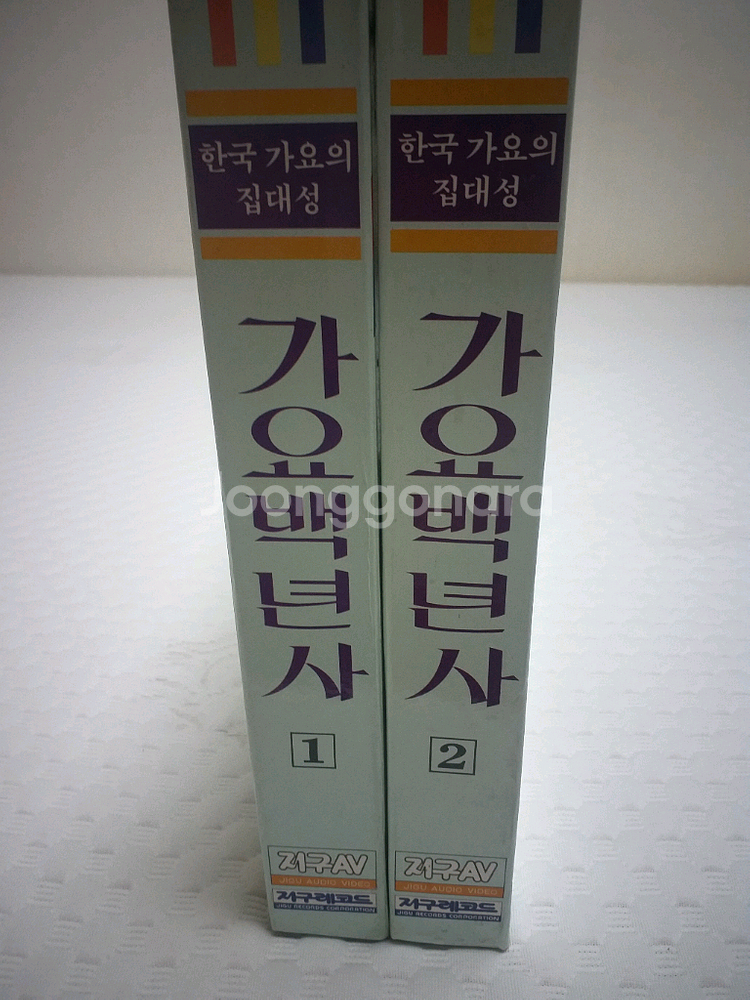 한국 가요의
집대성
가요백년사
1
지구AV
JIGU AUDIO VIDEO
지구레코드
JIGU RECORDS CORPORATION
한국 가요의
집대성
가요백년사
2
지구AV
JIGU AUDIO VIDEO
지구레코드
JIGU RECORDS CORPORATION
Joonggonara